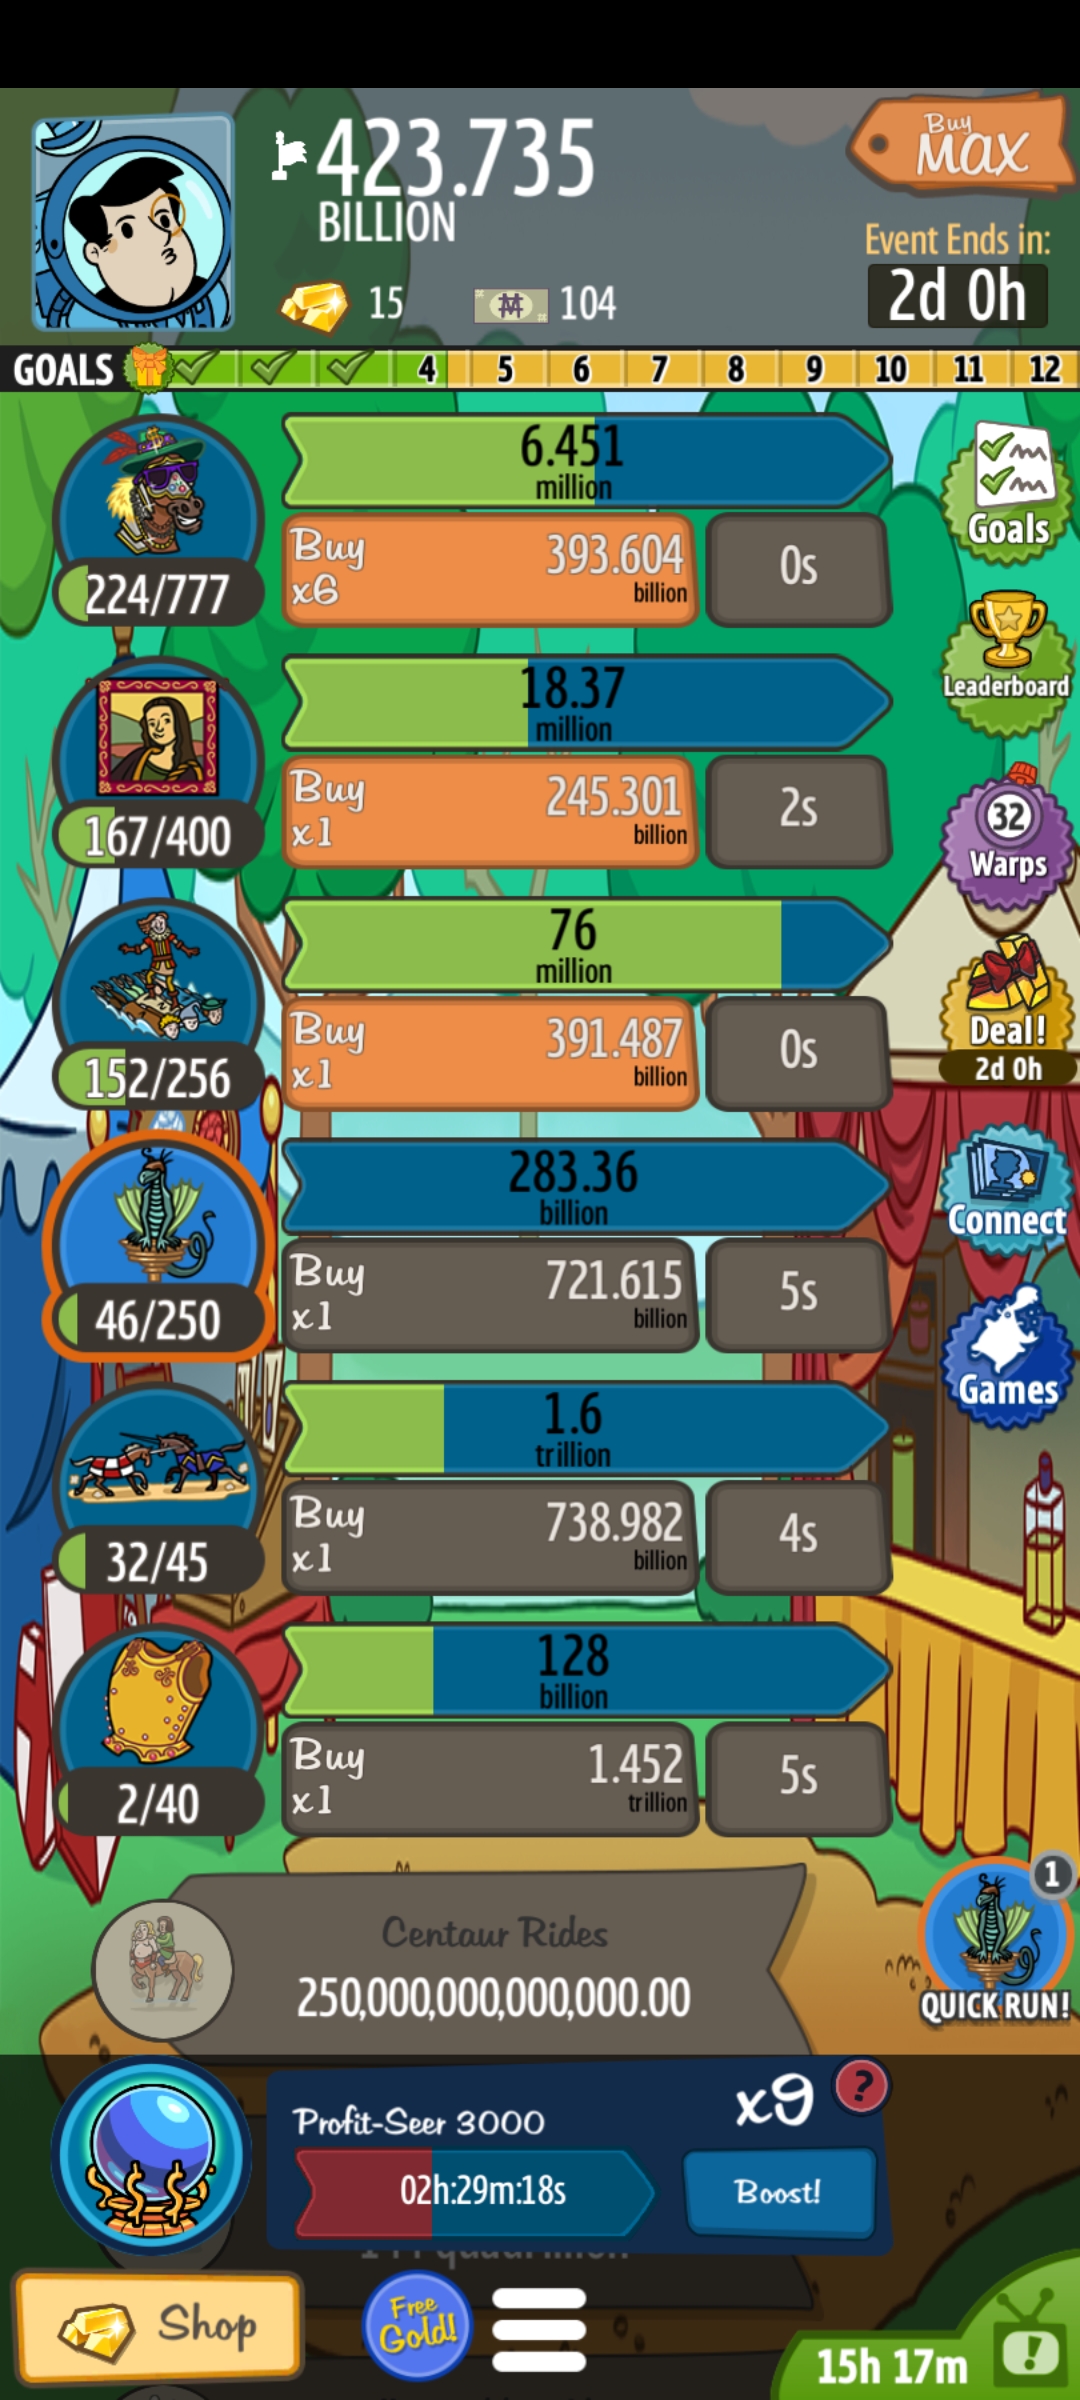 423.735
BILLION
Buy
MAX
Event Ends in:
2d 0h
15
104
GOALS 4 5 6 7 8 9 10 11 12
6.451
million
Buy
x6
393.604
billion
0s
224/777
Goals
Leaderboard
18.37
million
Buy
x1
245.301
billion
2s
167/400
32
Warps
76
million
Buy
x1
391.487
billion
0s
152/256
Deal!
2d 0h
283.36
billion
Buy
x1
721.615
billion
5s
46/250
Connect
Games
1.6
trillion
Buy
x1
738.982
billion
4s
32/45
128
billion
Buy
x1
1.452
trillion
5s
2/40
Centaur Rides
250,000,000,000,000.00
1
QUICK RUN!
Profit-Seer 3000
x9
?
02h:29m:18s
Boost!
Shop
Free
Gold!
15h 17m
!